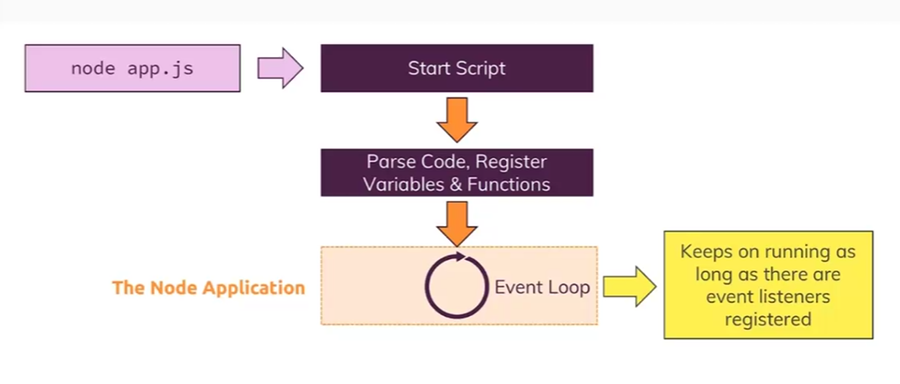 node app.js
Start Script
Parse Code, Register
Variables & Functions
The Node Application
Event Loop
Keeps on running as
long as there are
event listeners
registered